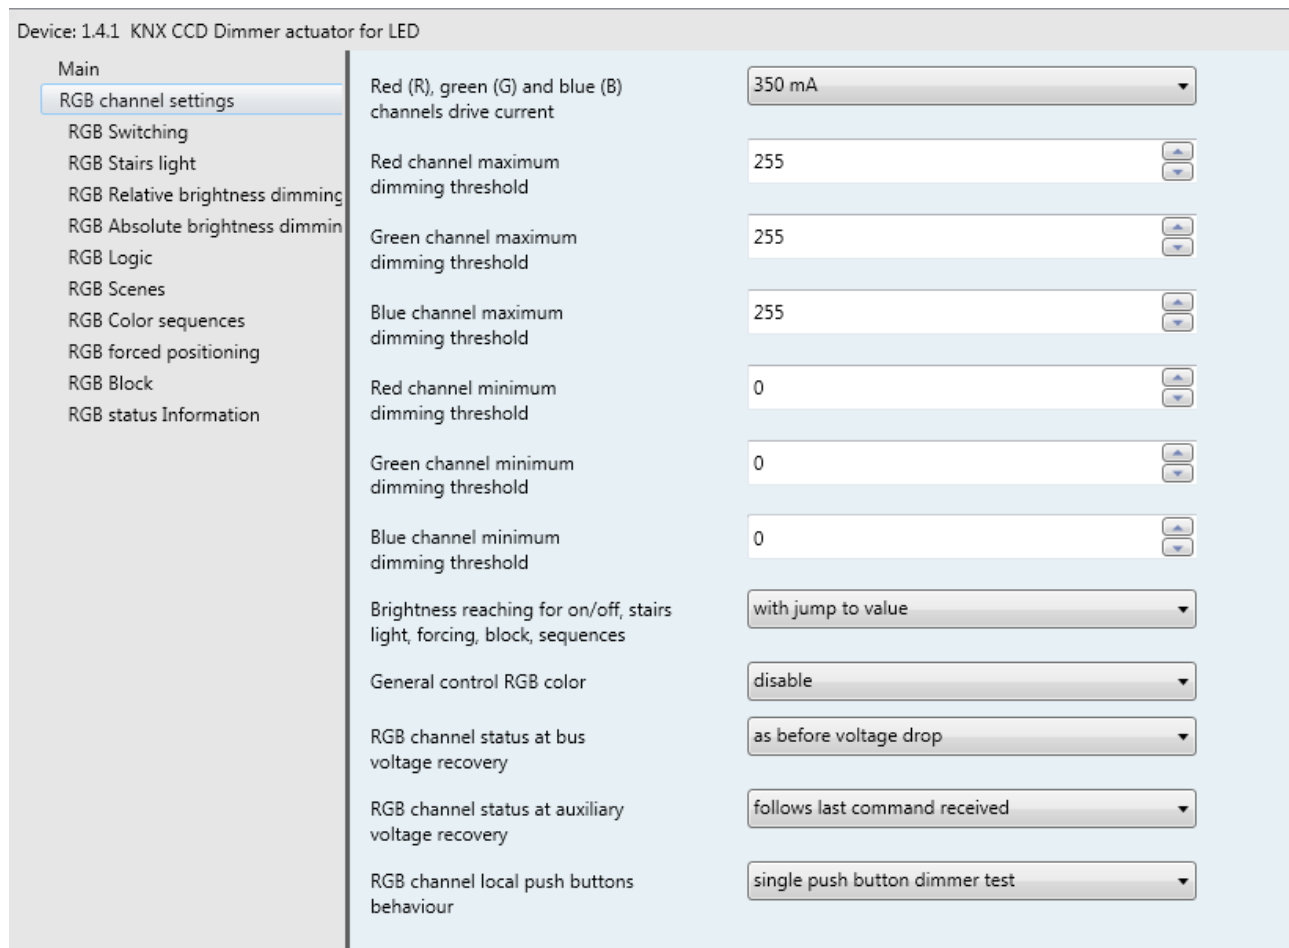 Device: 1.4.1 KNX CCD Dimmer actuator for LED
Main
RGB channel settings
RGB Switching
RGB Stairs light
RGB Relative brightness dimming
RGB Absolute brightness dimmin
RGB Logic
RGB Scenes
RGB Color sequences
RGB forced positioning
RGB Block
RGB status Information
Red (R), green (G) and blue (B)
channels drive current
350 mA
Red channel maximum
dimming threshold
255
Green channel maximum
dimming threshold
255
Blue channel maximum
dimming threshold
255
Red channel minimum
dimming threshold
0
Green channel minimum
dimming threshold
0
Blue channel minimum
dimming threshold
0
Brightness reaching for on/off, stairs
light, forcing, block, sequences
with jump to value
General control RGB color
disable
RGB channel status at bus
voltage recovery
as before voltage drop
RGB channel status at auxiliary
voltage recovery
follows last command received
RGB channel local push buttons
behaviour
single push button dimmer test